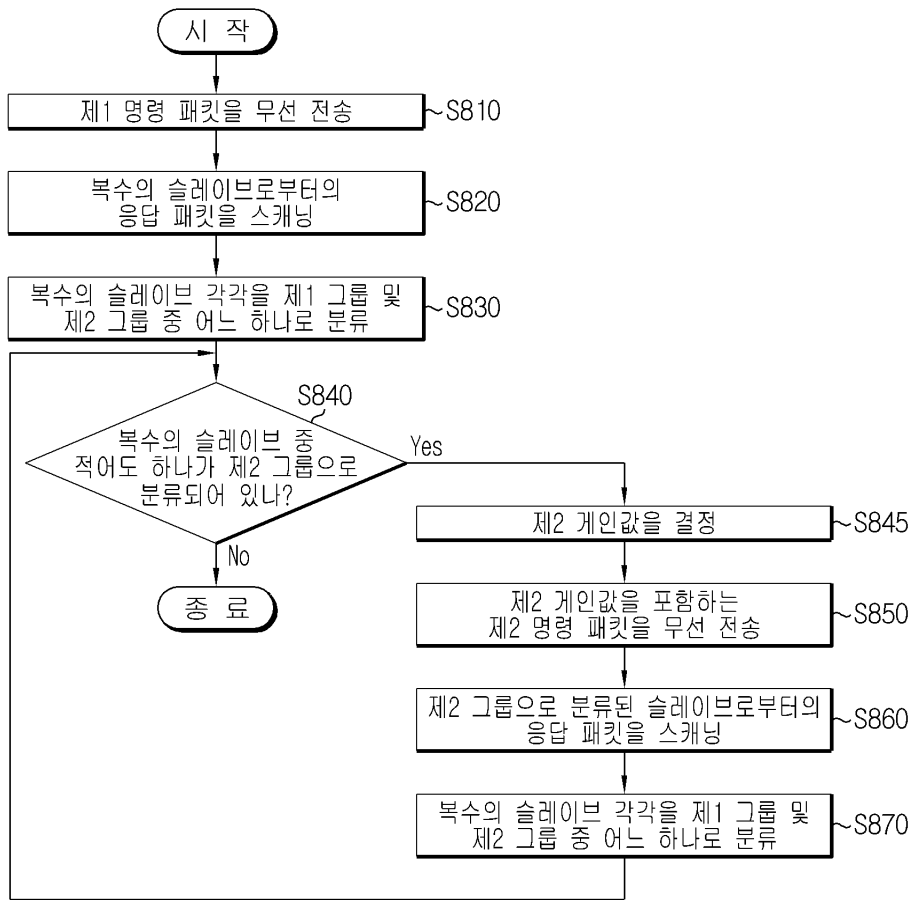 시 작
제1 명령 패킷을 무선 전송
S810
복수의 슬레이브로부터의
응답 패킷을 스캐닝
S820
복수의 슬레이브 각각을 제1 그룹 및
제2 그룹 중 어느 하나로 분류
S830
S840
복수의 슬레이브 중
적어도 하나가 제2 그룹으로
분류되어 있나?
Yes
No
종 료
제2 게인값을 결정
S845
제2 게인값을 포함하는
제2 명령 패킷을 무선 전송
S850
제2 그룹으로 분류된 슬레이브로부터의
응답 패킷을 스캐닝
S860
복수의 슬레이브 각각을 제1 그룹 및
제2 그룹 중 어느 하나로 분류
S870